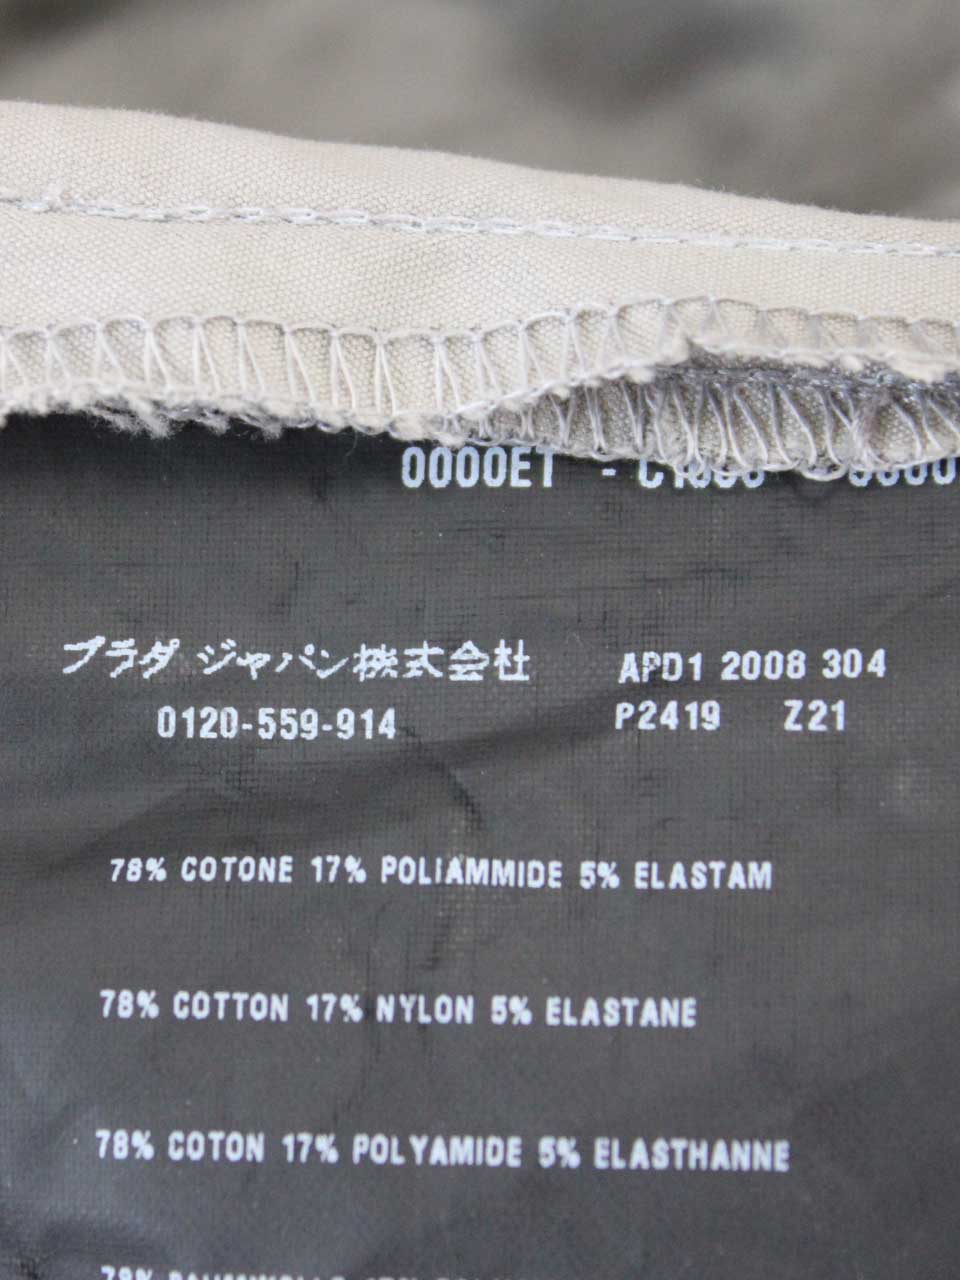 0000ET -
プラダ ジャパン株式会社 APD1 2008 304
0120-559-914 P2419 Z21
78% COTONE 17% POLIAMMIDE 5% ELASTAM
78% COTTON 17% NYLON 5% ELASTANE
78% COTON 17% POLYAMIDE 5% ELASTHANNE